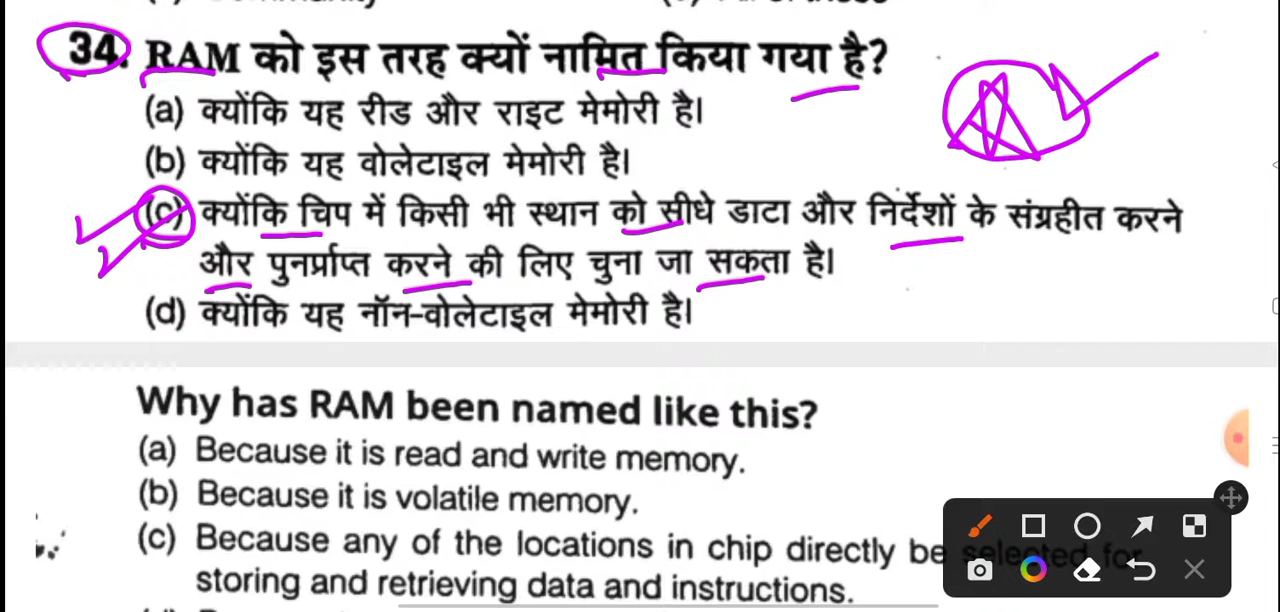 34. RAM को इस तरह क्यों नामित किया गया है?
(a) क्योंकि यह रीड और राइट मेमोरी है।
(b) क्योंकि यह वोलेटाइल मेमोरी है।
(c) क्योंकि चिप में किसी भी स्थान को सीधे डाटा और निर्देशों के संग्रहीत करने
और पुनर्प्राप्त करने की लिए चुना जा सकता है।
(d) क्योंकि यह नॉन-वोलेटाइल मेमोरी है।
Why has RAM been named like this?
(a) Because it is read and write memory.
(b) Because it is volatile memory.
(c) Because any of the locations in chip directly be selected for
storing and retrieving data and instructions.